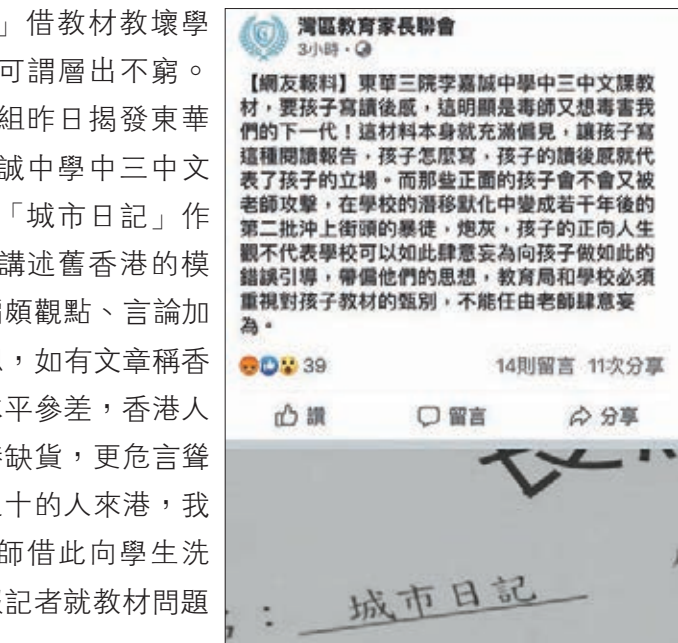 」借教材教壞學
可謂層出不窮。
組昨日揭發東華
誠中學中三中文
「城市日記」作
講述舊香港的模
頗觀點、言論加
，如有文章稱香
平參差，香港人
缺貨，更危言聳
十的人來港，我
師借此向學生洗
記者就教材問題
灣區教育家長聯會
3小時·
【網友報料】東華三院李嘉誠中學中三中文課教
材，要孩子寫讀後感，這明顯是毒師又想毒害我
們的下一代！這材料本身就充滿偏見，讓孩子寫
這種閱讀報告，孩子怎麼寫，孩子的讀後感就代
表了孩子的立場。而那些正面的孩子會不會又被
老師攻擊，在學校的潛移默化中變成若干年後的
第二批沖上街頭的暴徒，炮灰，孩子的正向人生
觀不代表學校可以如此肆意妄為向孩子做如此的
錯誤引導，帶偏他們的思想，教育局和學校必須
重視對孩子教材的甄別，不能任由老師肆意妄
為。
39 14則留言 11次分享
讚 留言 分享
：城市日記